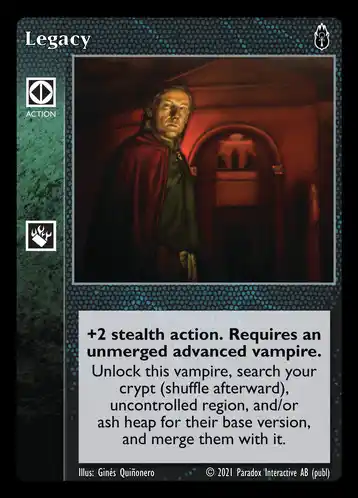 Legacy
ACTION
+2 stealth action. Requires an
unmerged advanced vampire.
Unlock this vampire, search your
crypt (shuffle afterward),
uncontrolled region, and/or
ash heap for their base version,
and merge them with it.
Illus: Ginés Quiñonero
© 2021 Paradox Interactive AB (publ)